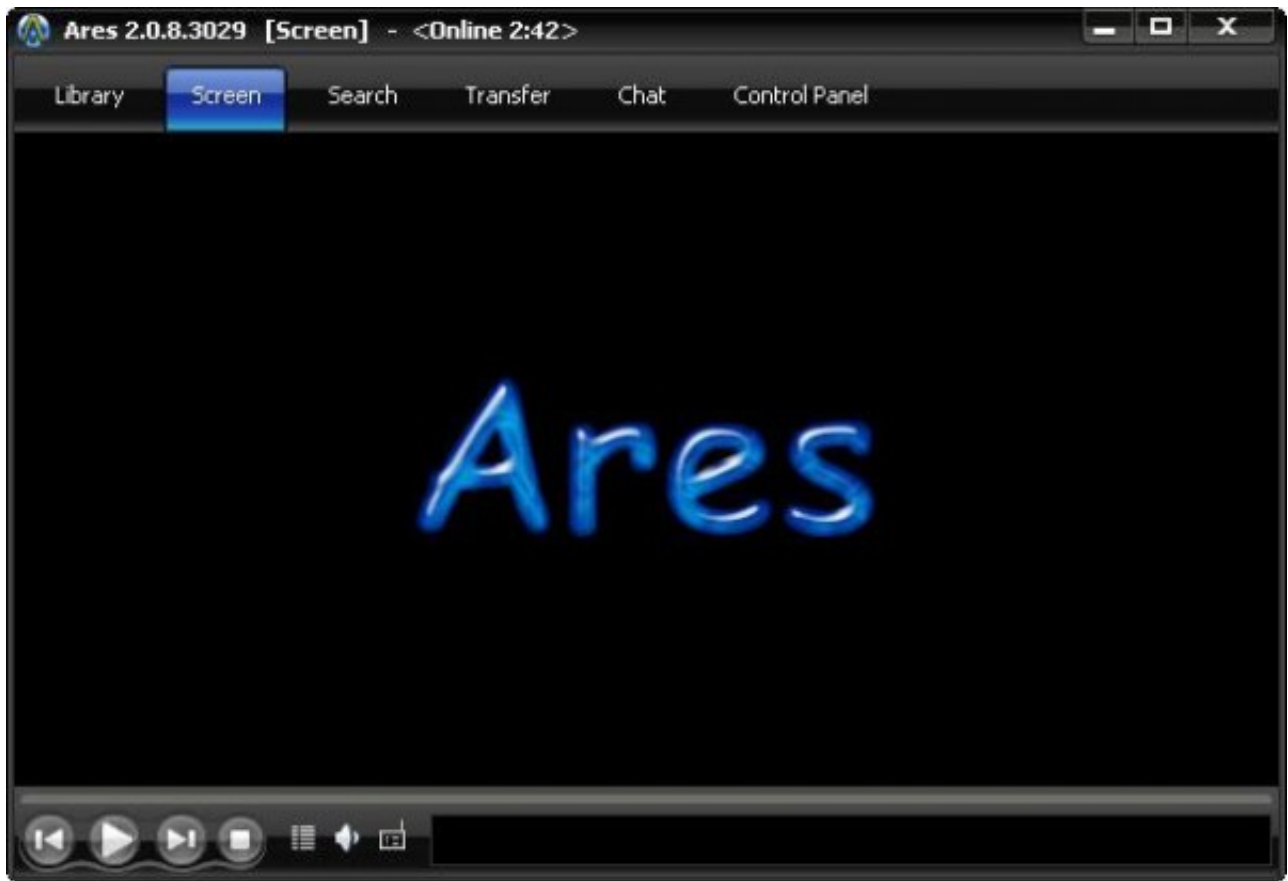 Ares 2.0.8.3029 [Screen] - <Online 2:42>
Library Screen Search Transfer Chat Control Panel
Ares